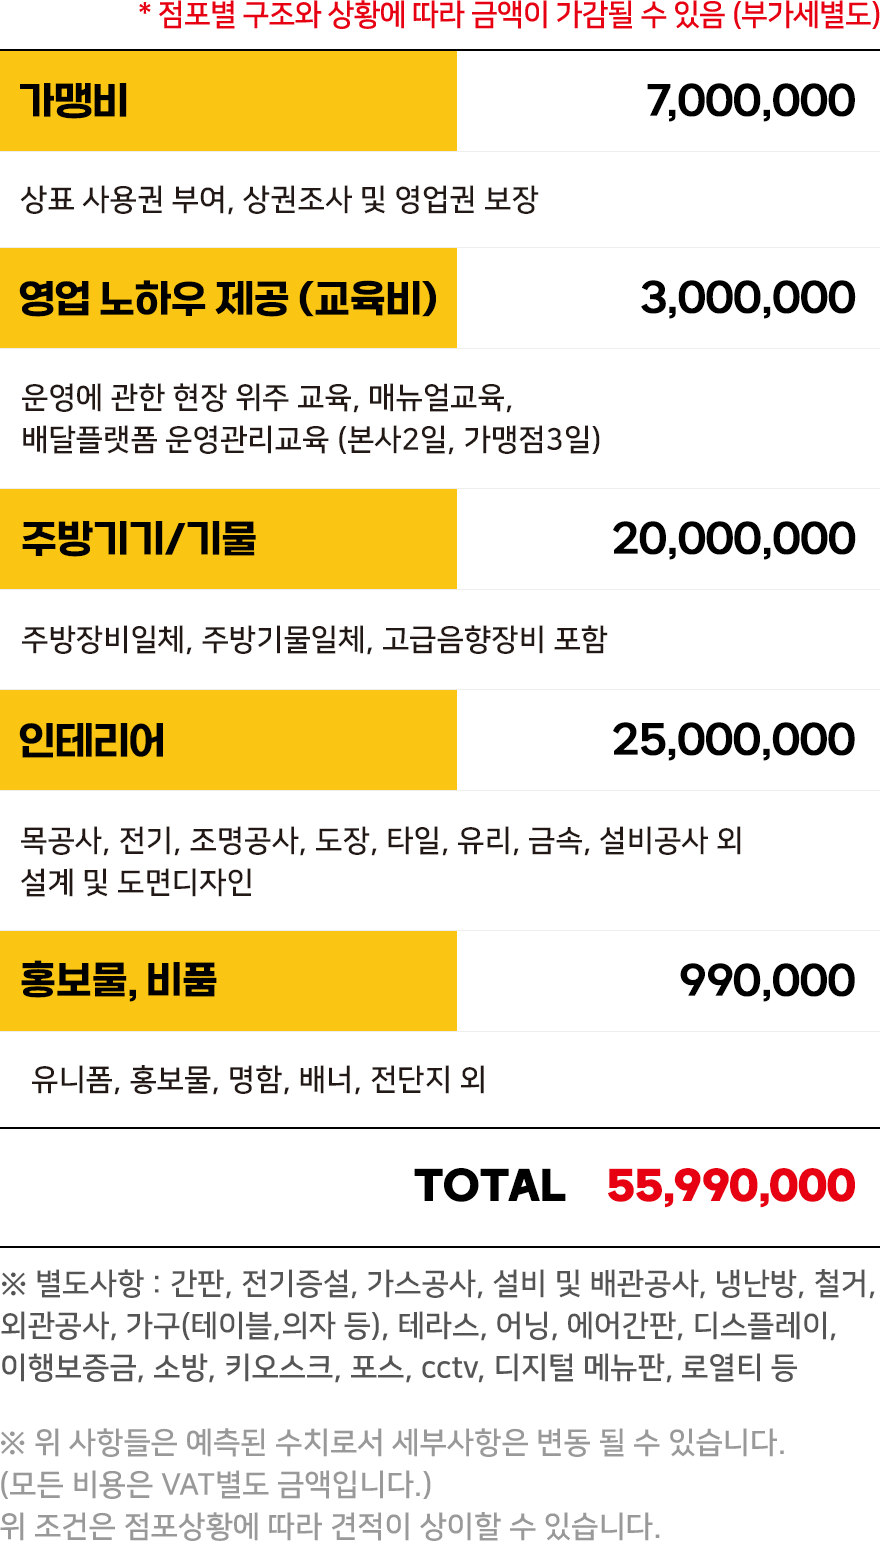 * 점포별 구조와 상황에 따라 금액이 가감될 수 있음 (부가세별도)
가맹비 7,000,000
상표 사용권 부여, 상권조사 및 영업권 보장
영업 노하우 제공 (교육비) 3,000,000
운영에 관한 현장 위주 교육, 매뉴얼교육,
배달플랫폼 운영관리교육 (본사2일, 가맹점3일)
주방기기/기물 20,000,000
주방장비일체, 주방기물일체, 고급음향장비 포함
인테리어 25,000,000
목공사, 전기, 조명공사, 도장, 타일, 유리, 금속, 설비공사 외
설계 및 도면디자인
홍보물, 비품 990,000
유니폼, 홍보물, 명함, 배너, 전단지 외
TOTAL 55,990,000
※ 별도사항 : 간판, 전기증설, 가스공사, 설비 및 배관공사, 냉난방, 철거,
외관공사, 가구(테이블,의자 등), 테라스, 어닝, 에어간판, 디스플레이,
이행보증금, 소방, 키오스크, 포스, cctv, 디지털 메뉴판, 로열티 등
※ 위 사항들은 예측된 수치로서 세부사항은 변동 될 수 있습니다.
(모든 비용은 VAT별도 금액입니다.)
위 조건은 점포상황에 따라 견적이 상이할 수 있습니다.